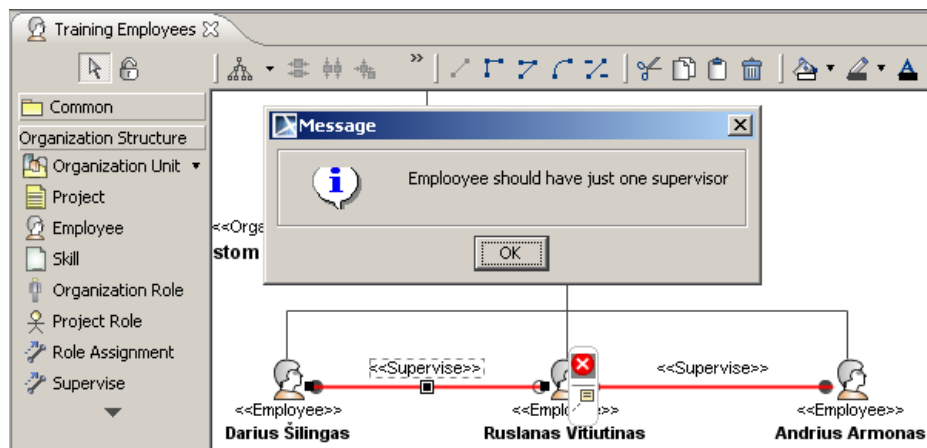 Training Employees
Common
Organization Structure
Organization Unit
Project
Employee
Skill
Organization Role
Project Role
Role Assignment
Supervise
Message
Emplooyee should have just one supervisor
OK
<<Orga
stom
<<Supervise>>
<<Supervise>>
<<Employee>>
<<Empl
<<Employee>>
Darius Šilingas
Ruslanas Vitiutinas
Andrius Armonas